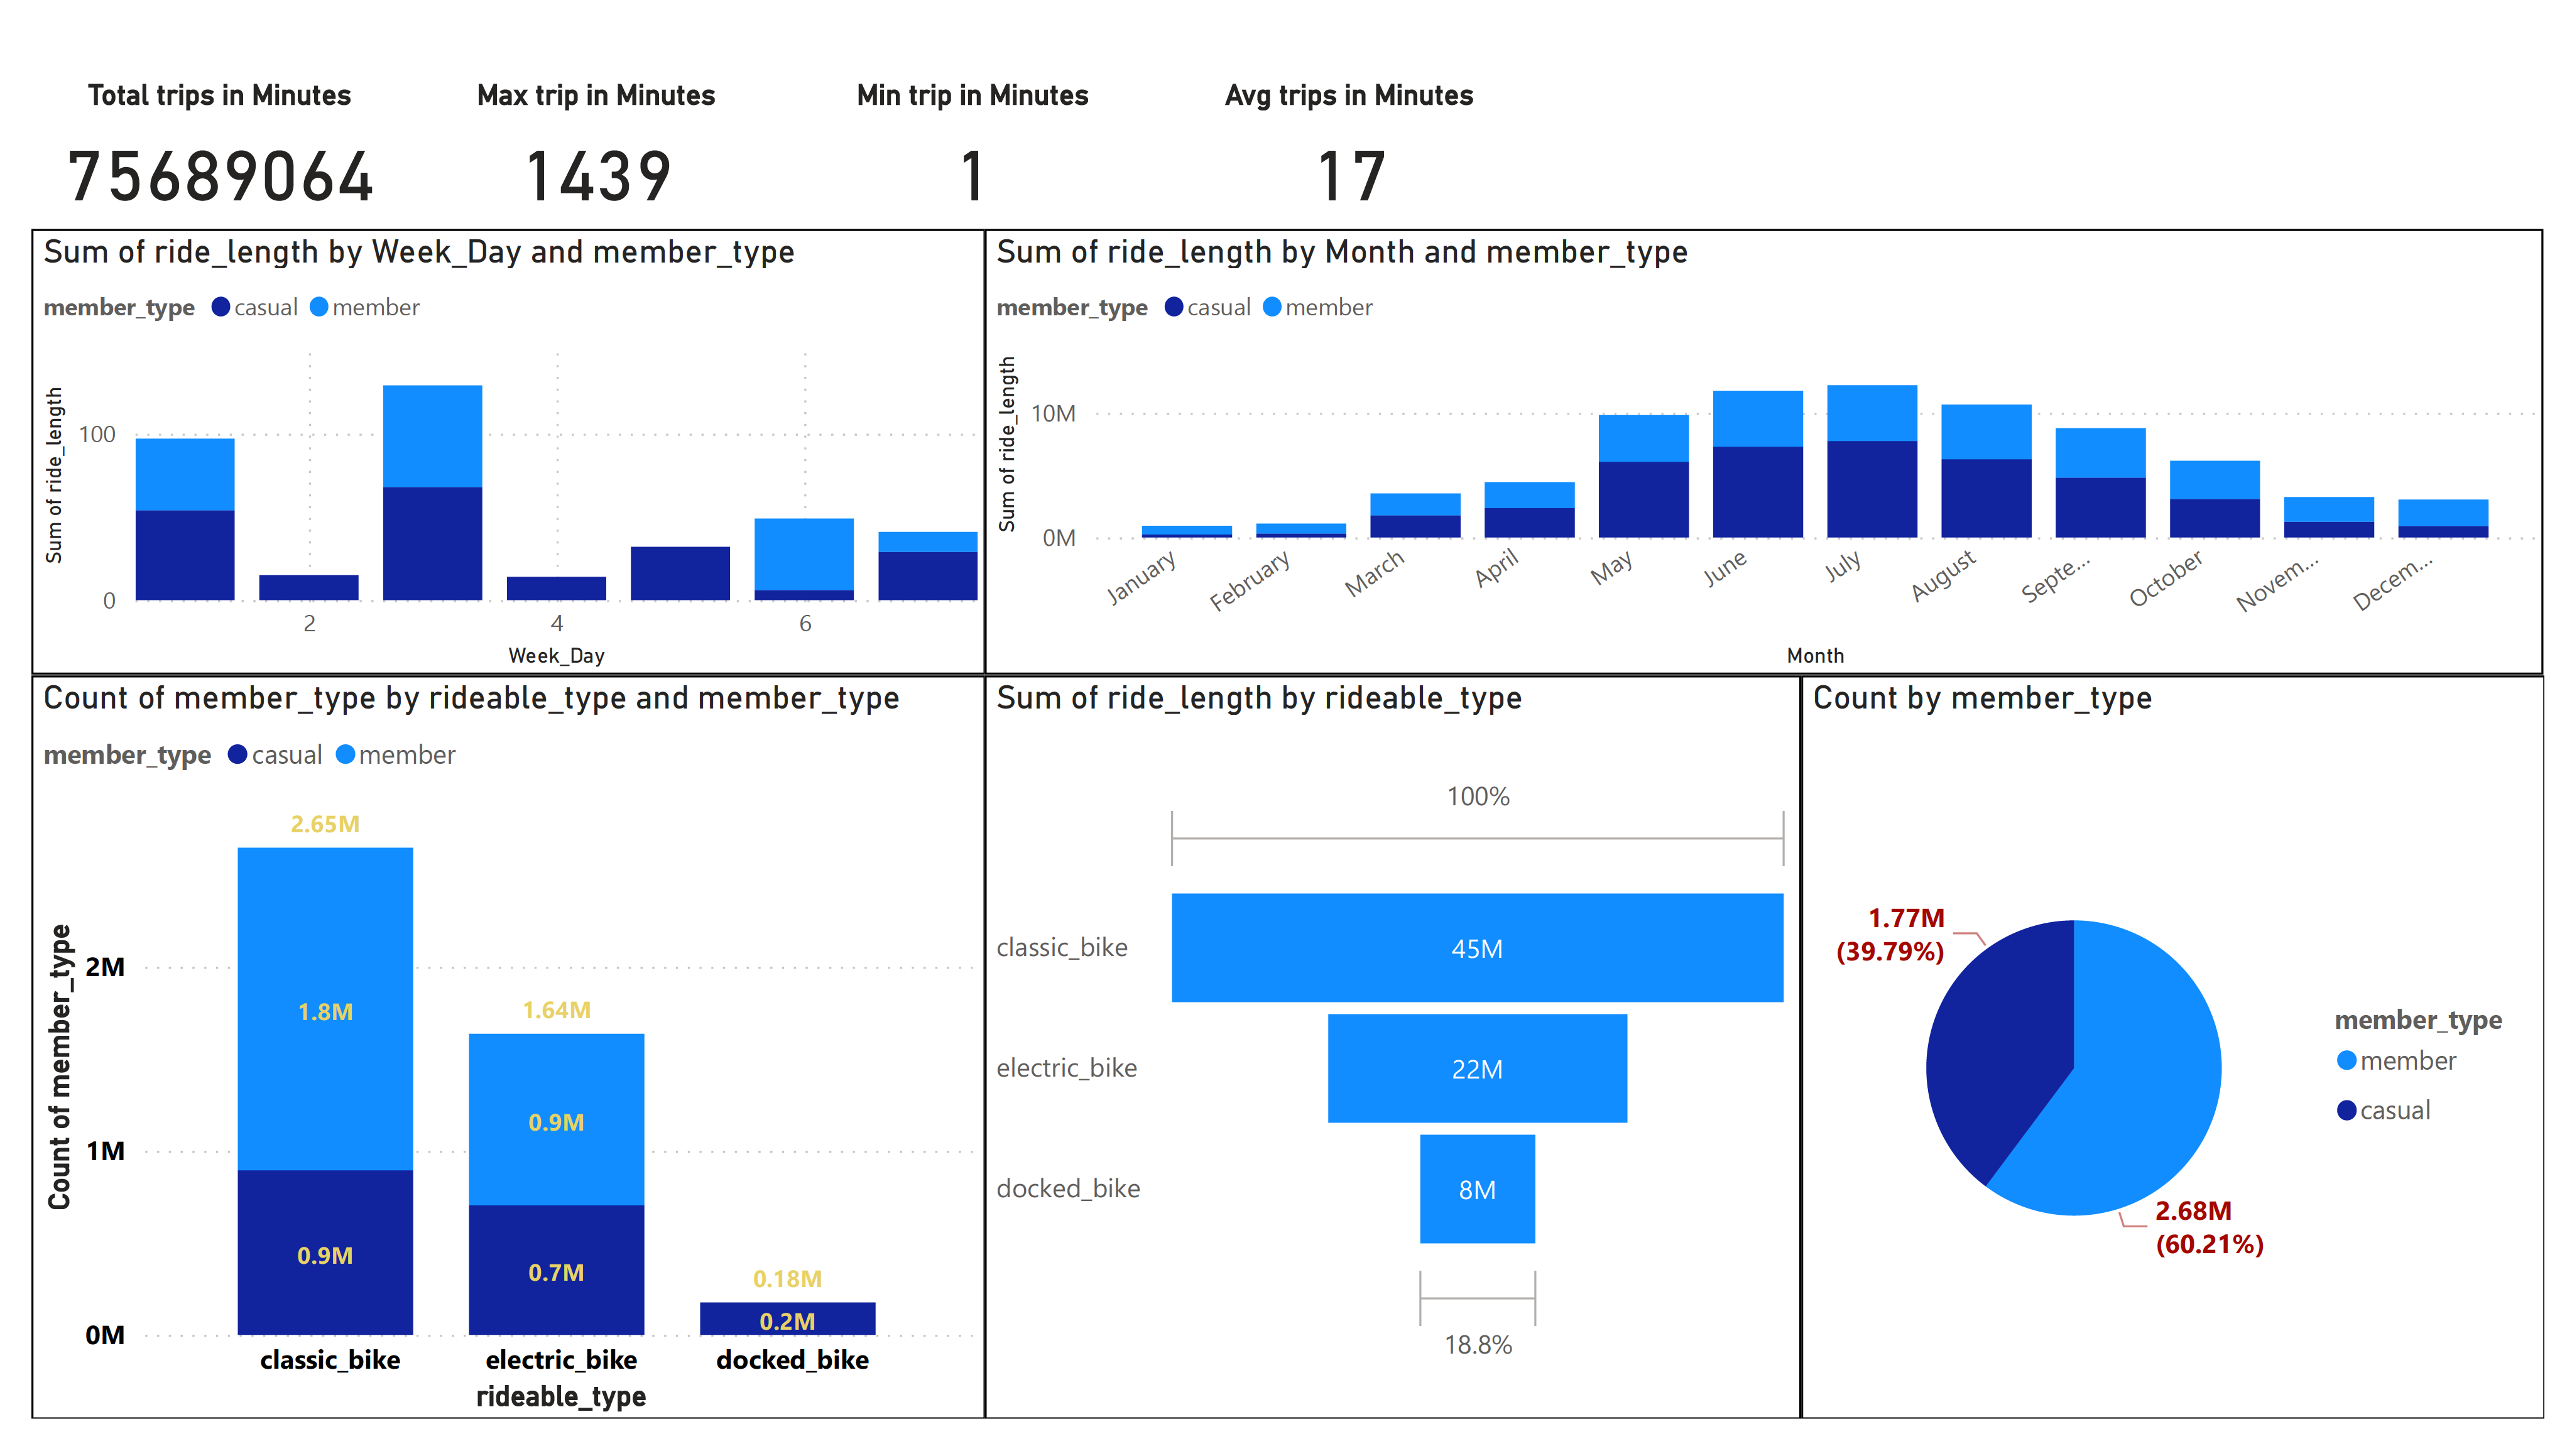 Total trips in Minutes
Max trip in Minutes
Min trip in Minutes
Avg trips in Minutes
75689064
1439
1
17
Sum of ride_length by Week_Day and member_type
member_type casual member
Sum of ride_length
100
0
2
4
6
Week_Day
Sum of ride_length by Month and member_type
member_type casual member
Sum of ride_length
10M
0M
January
February
March
April
May
June
July
August
Septe...
October
Novem...
Decem...
Month
Count of member_type by rideable_type and member_type
member_type casual member
Count of member_type
2M
1M
0M
2.65M
1.8M
0.9M
1.64M
0.9M
0.7M
0.18M
0.2M
classic_bike
electric_bike
docked_bike
rideable_type
Sum of ride_length by rideable_type
100%
classic_bike
45M
electric_bike
22M
docked_bike
8M
18.8%
Count by member_type
1.77M
(39.79%)
2.68M
(60.21%)
member_type
member
casual